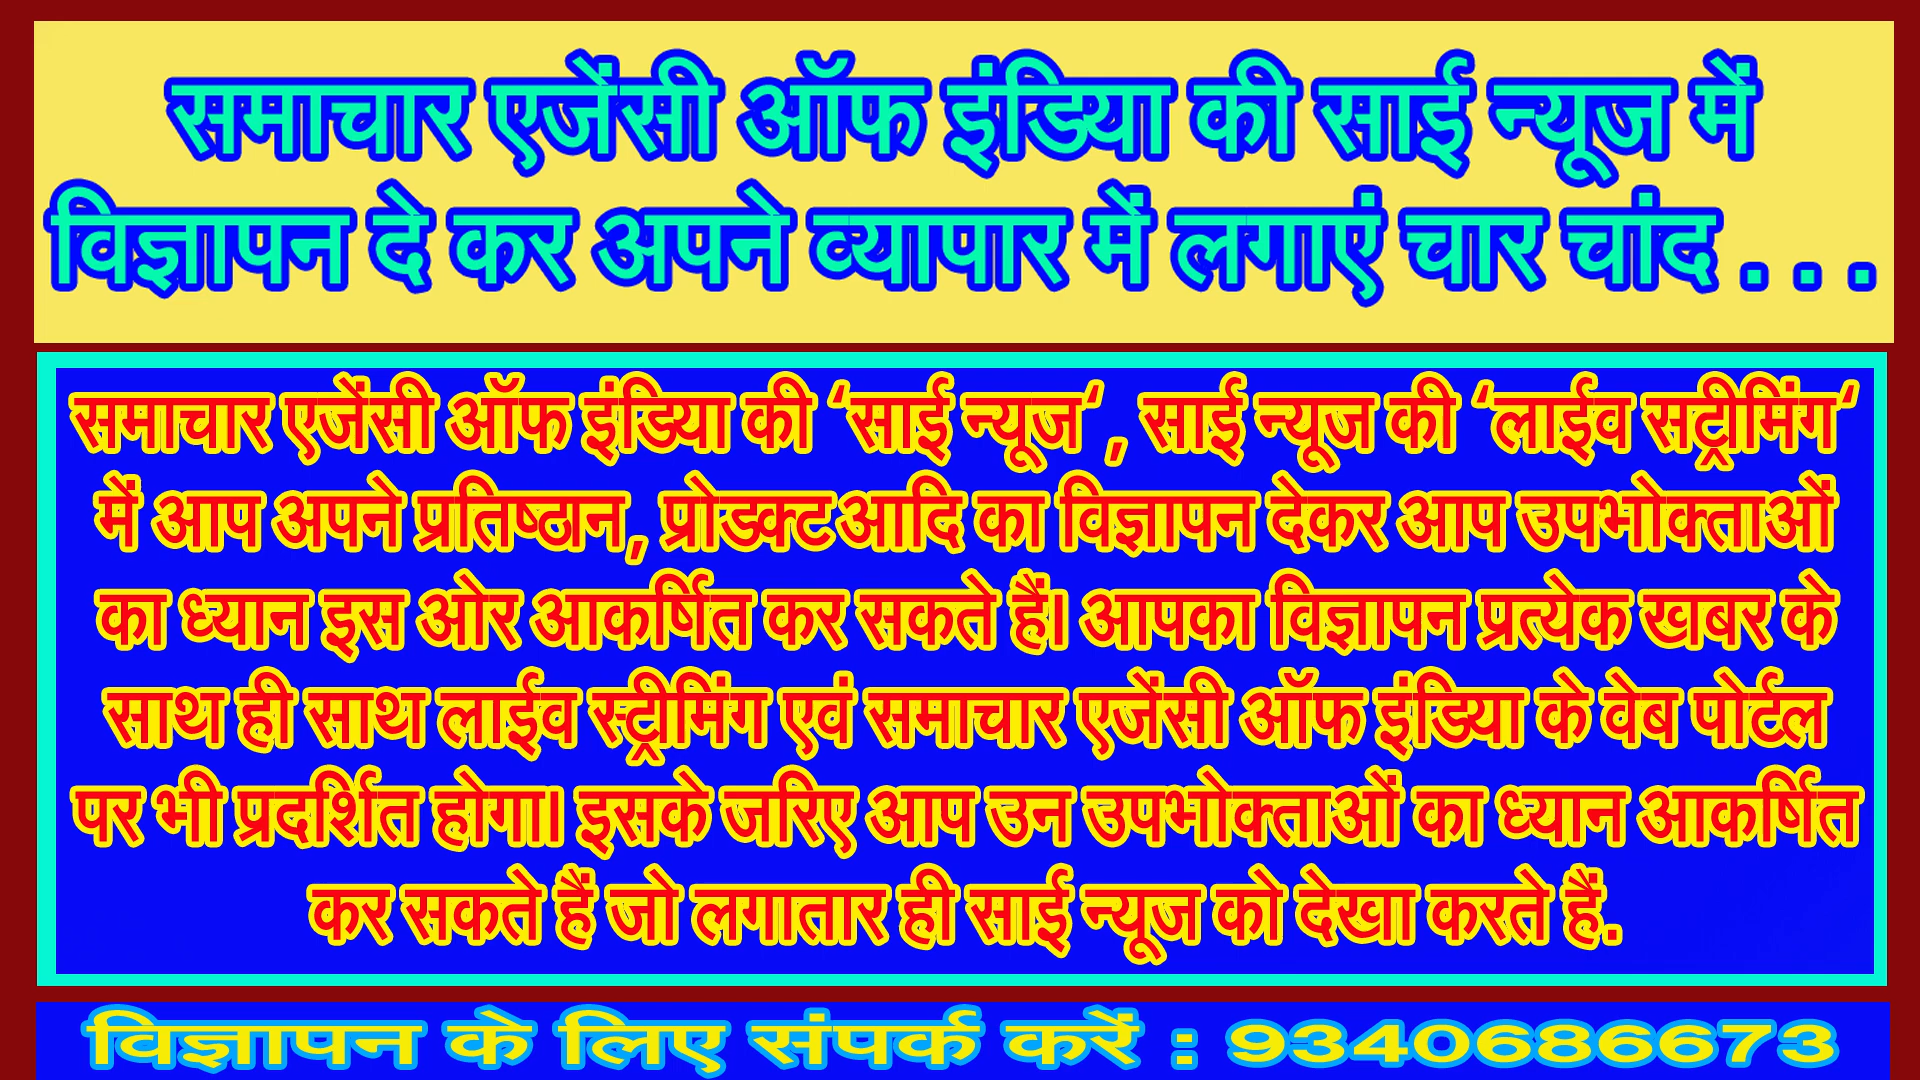 समाचार एजेंसी ऑफ इंडिया की साई न्यूज में
विज्ञापन दे कर अपने व्यापार में लगाएं चार चांद . . .
समाचार एजेंसी ऑफ इंडिया की ‘साई न्यूज‘, साई न्यूज की ‘लाईव सट्रीमिंग‘
में आप अपने प्रतिष्ठान, प्रोडक्ट आदि का विज्ञापन देकर आप उपभोक्ताओं
का ध्यान इस ओर आकर्षित कर सकते हैं। आपका विज्ञापन प्रत्येक खबर के
साथ ही साथ लाईव स्ट्रीमिंग एवं समाचार एजेंसी ऑफ इंडिया के वेब पोर्टल
पर भी प्रदर्शित होगा। इसके जरिए आप उन उपभोक्ताओं का ध्यान आकर्षित
कर सकते हैं जो लगातार ही साई न्यूज को देखा करते हैं.
विज्ञापन के लिए संपर्क करें : 9340686673